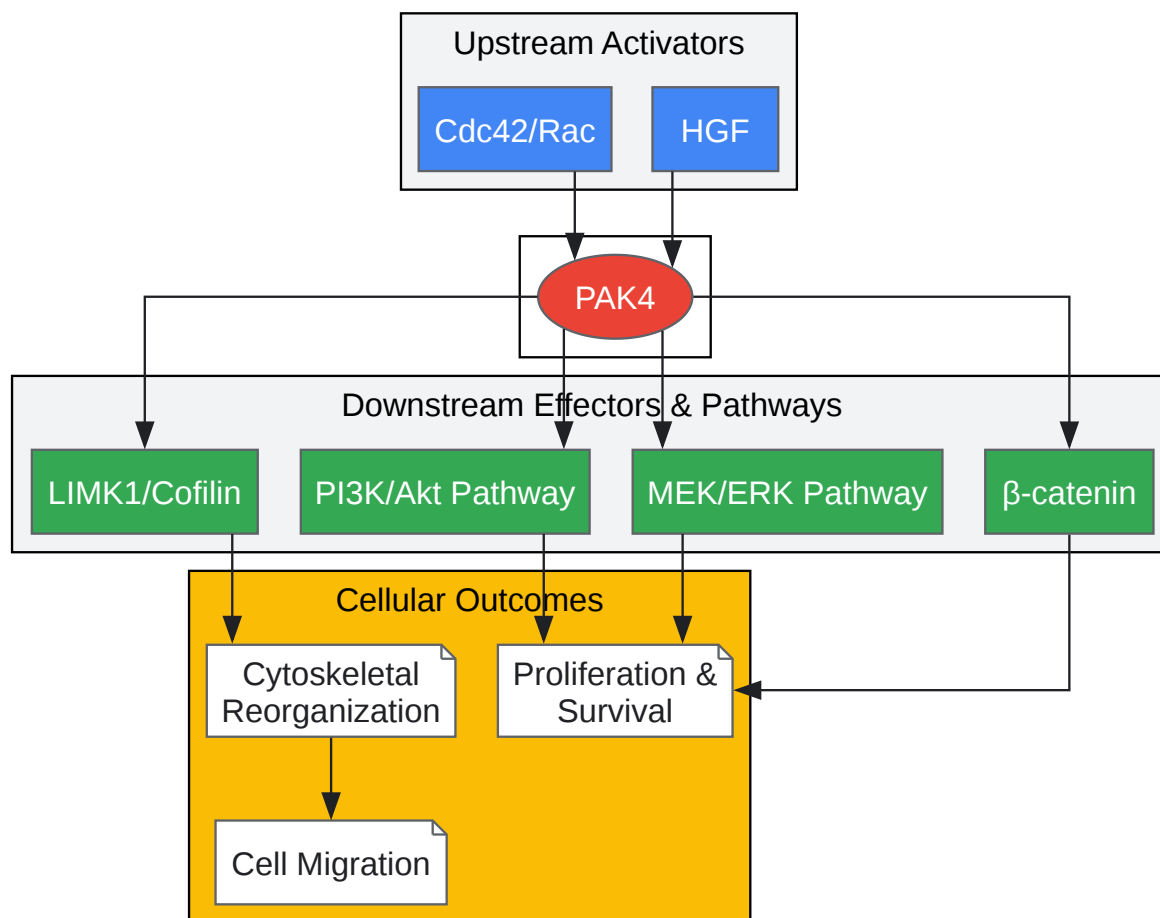 Upstream Activators
Cdc42/Rac
HGF
PAK4
Downstream Effectors & Pathways
LIMK1/Cofilin
PI3K/Akt Pathway
MEK/ERK Pathway
β-catenin
Cellular Outcomes
Cytoskeletal
Reorganization
Proliferation &
Survival
Cell Migration